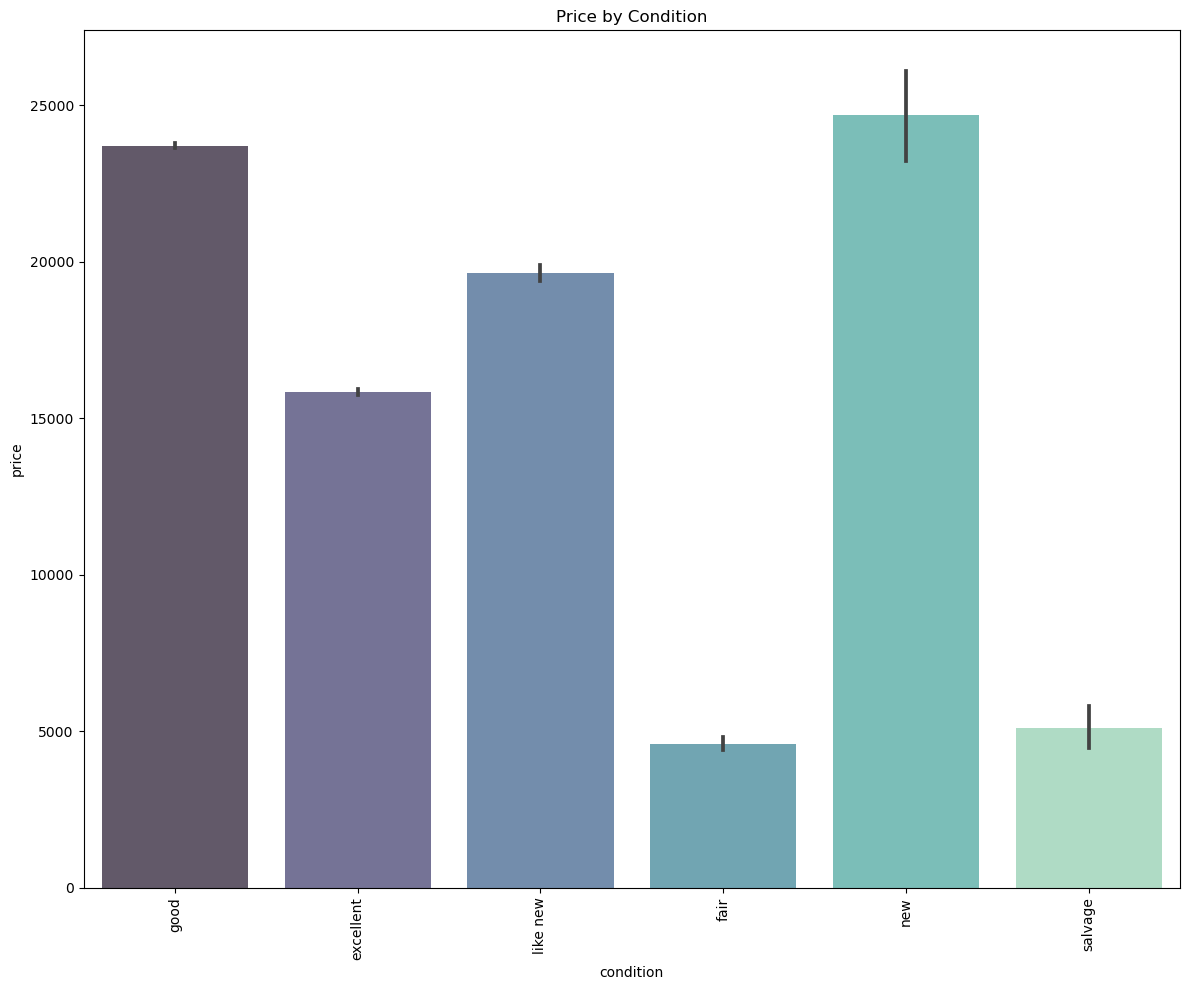 Price by Condition
25000
20000
15000
10000
5000
0
price
good
excellent
like new
fair
new
salvage
condition